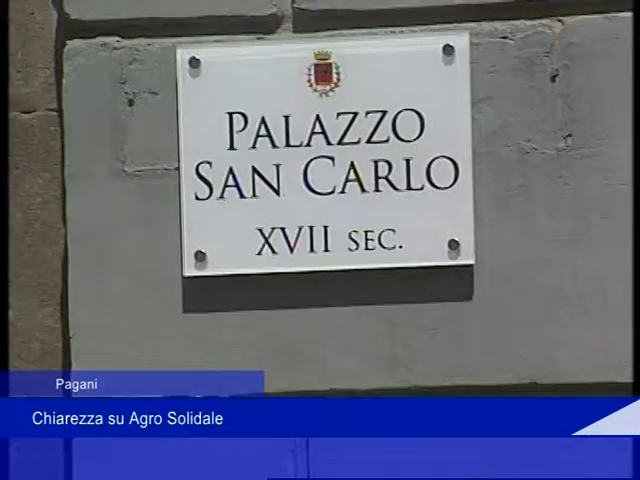 PALAZZO
SAN CARLO
XVII SEC.
Pagani
Chiarezza su Agro Solidale